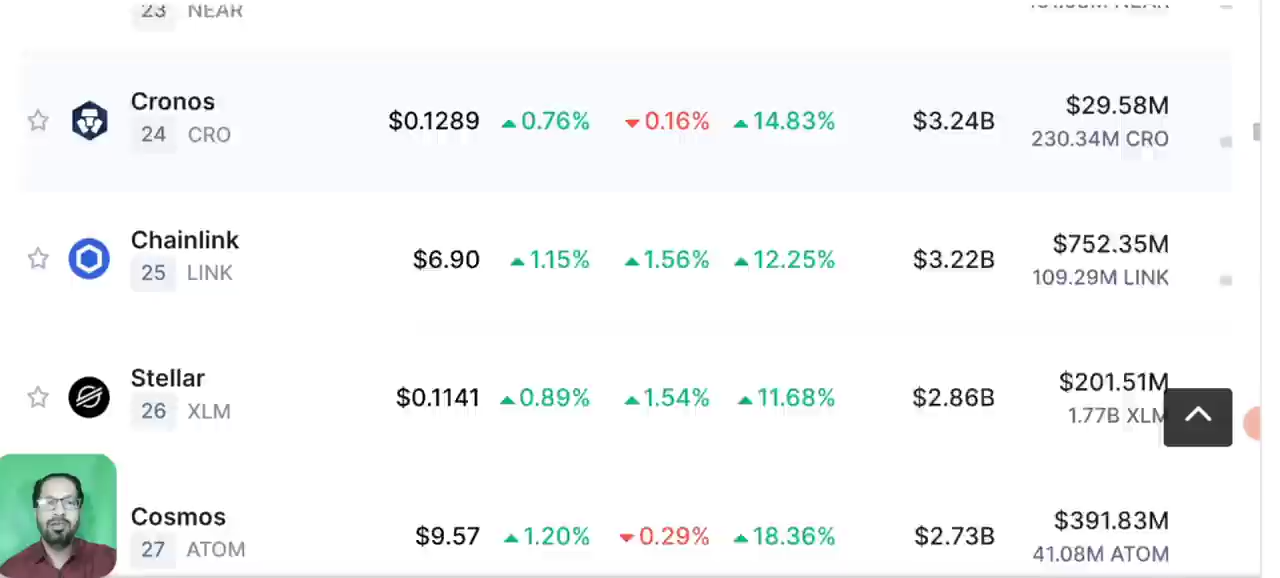 23 NEAR
Cronos
24 CRO
$0.1289 0.76% 0.16% 14.83% $3.24B
$29.58M
230.34M CRO
Chainlink
25 LINK
$6.90 1.15% 1.56% 12.25% $3.22B
$752.35M
109.29M LINK
Stellar
26 XLM
$0.1141 0.89% 1.54% 11.68% $2.86B
$201.51M
1.77B XLM
Cosmos
27 ATOM
$9.57 1.20% 0.29% 18.36% $2.73B
$391.83M
41.08M ATOM